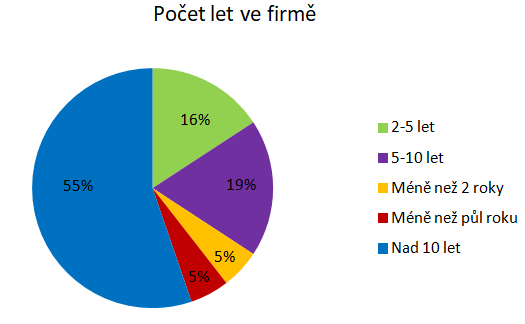 Počet let ve firmě
16%
19%
5%
5%
55%
2-5 let
5-10 let
Méně než 2 roky
Méně než půl roku
Nad 10 let